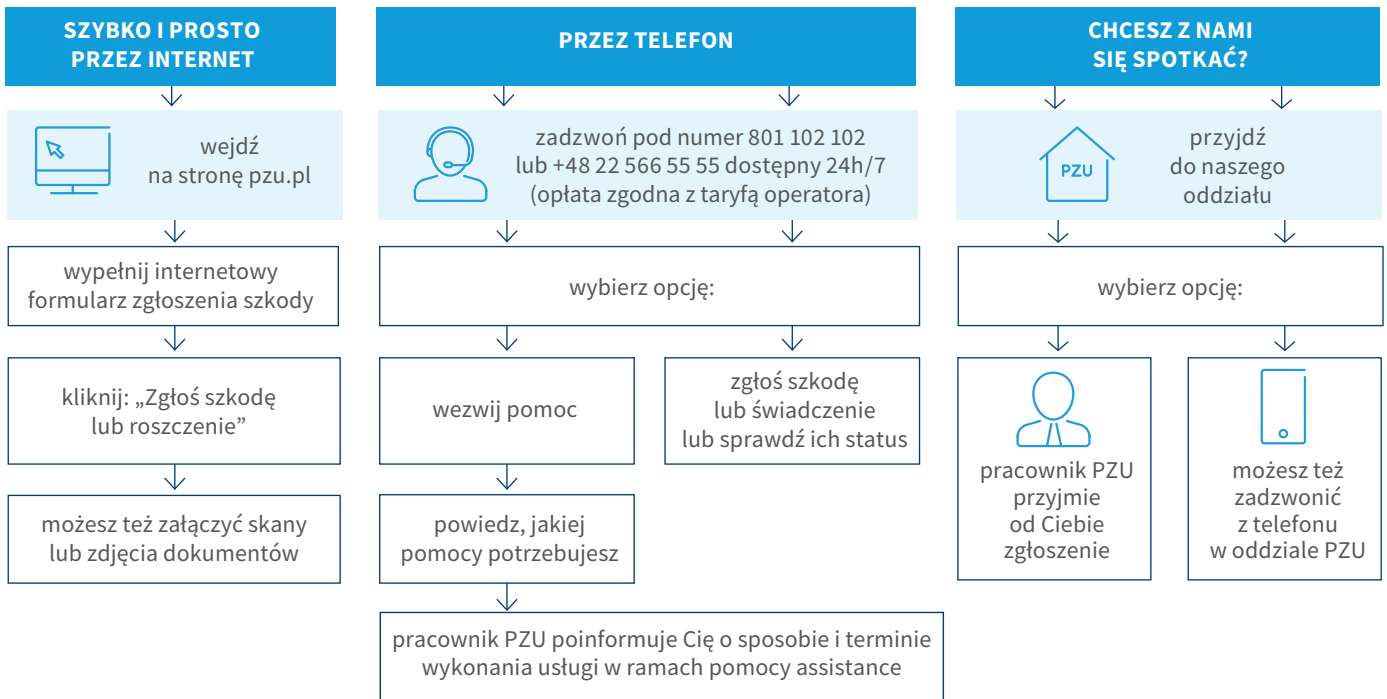 SZYBKO I PROSTO
PRZEZ INTERNET
wejdź
na stronę pzu.pl
wypełnij internetowy
formularz zgłoszenia szkody
kliknij: „Zgłoś szkodę
lub roszczenie”
możesz też załączyć skany
lub zdjęcia dokumentów
PRZEZ TELEFON
zadzwoń pod numer 801 102 102
lub +48 22 566 55 55 dostępny 24h/7
(opłata zgodna z taryfą operatora)
wybierz opcję:
wezwij pomoc
powiedz, jakiej
pomocy potrzebujesz
pracownik PZU poinformuje Cię o sposobie i terminie
wykonania usługi w ramach pomocy assistance
zgłoś szkodę
lub świadczenie
lub sprawdź ich status
CHCESZ Z NAMI
SIĘ SPOTKAĆ?
PZU
przyjdź
do naszego
oddziału
wybierz opcję:
pracownik PZU
przyjmie
od Ciebie
zgłoszenie
możesz też
zadzwonić
z telefonu
w oddziale PZU